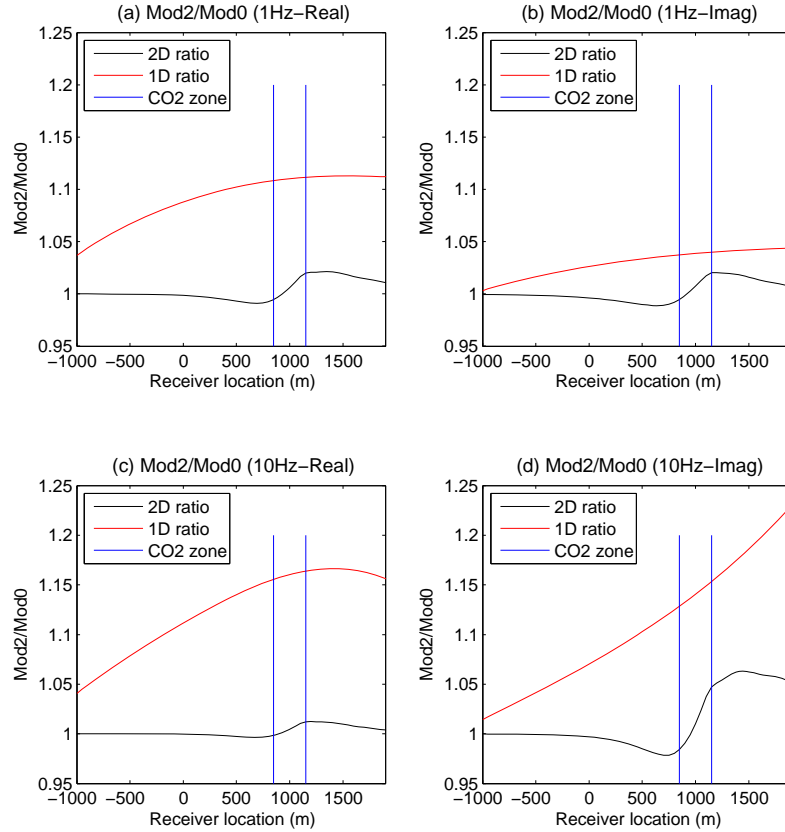 (a) Mod2/Mod0 (1Hz−Real)
1.25
1.2
1.15
1.1
1.05
1
0.95
Mod2/Mod0
2D ratio
1D ratio
CO2 zone
−1000 −500 0 500 1000 1500
Receiver location (m)
(b) Mod2/Mod0 (1Hz−Imag)
1.25
1.2
1.15
1.1
1.05
1
0.95
Mod2/Mod0
2D ratio
1D ratio
CO2 zone
−1000 −500 0 500 1000 1500
Receiver location (m)
(c) Mod2/Mod0 (10Hz−Real)
1.25
1.2
1.15
1.1
1.05
1
0.95
Mod2/Mod0
2D ratio
1D ratio
CO2 zone
−1000 −500 0 500 1000 1500
Receiver location (m)
(d) Mod2/Mod0 (10Hz−Imag)
1.25
1.2
1.15
1.1
1.05
1
0.95
Mod2/Mod0
2D ratio
1D ratio
CO2 zone
−1000 −500 0 500 1000 1500
Receiver location (m)